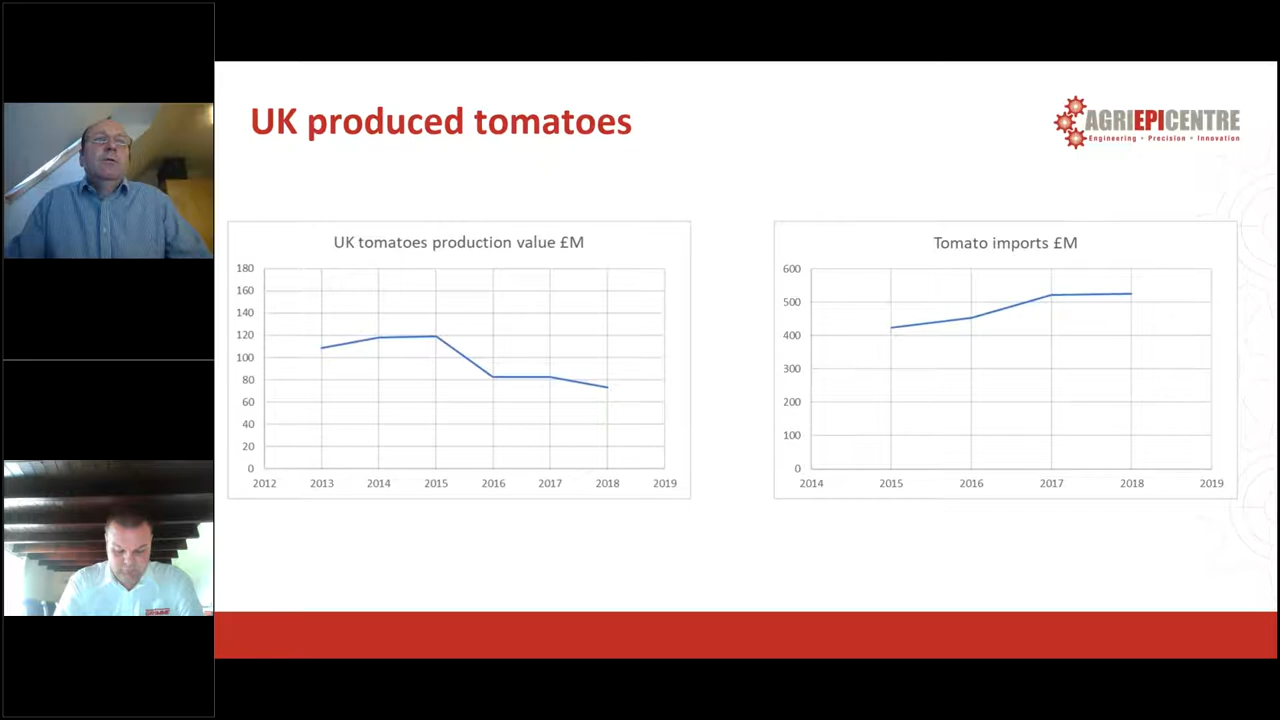 UK produced tomatoes
AGRIEPICENTRE
Engineering • Precision • Innovation
UK tomatoes production value £M
180
160
140
120
100
80
60
40
20
0
2012 2013 2014 2015 2016 2017 2018 2019
Tomato imports £M
600
500
400
300
200
100
0
2014 2015 2016 2017 2018 2019